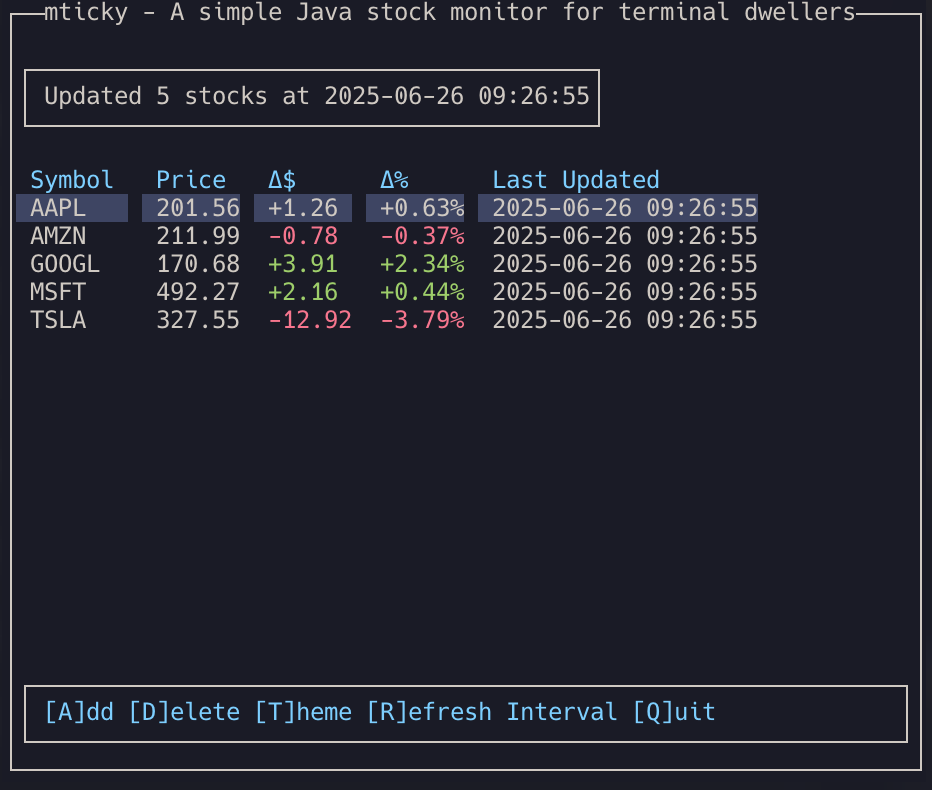 mticky - A simple Java stock monitor for terminal dwellers
Updated 5 stocks at 2025-06-26 09:26:55
Symbol Price Δ$ Δ% Last Updated
AAPL 201.56 +1.26 +0.63% 2025-06-26 09:26:55
AMZN 211.99 -0.78 -0.37% 2025-06-26 09:26:55
GOOGL 170.68 +3.91 +2.34% 2025-06-26 09:26:55
MSFT 492.27 +2.16 +0.44% 2025-06-26 09:26:55
TSLA 327.55 -12.92 -3.79% 2025-06-26 09:26:55
[A]dd [D]elete [T]heme [R]efresh Interval [Q]uit